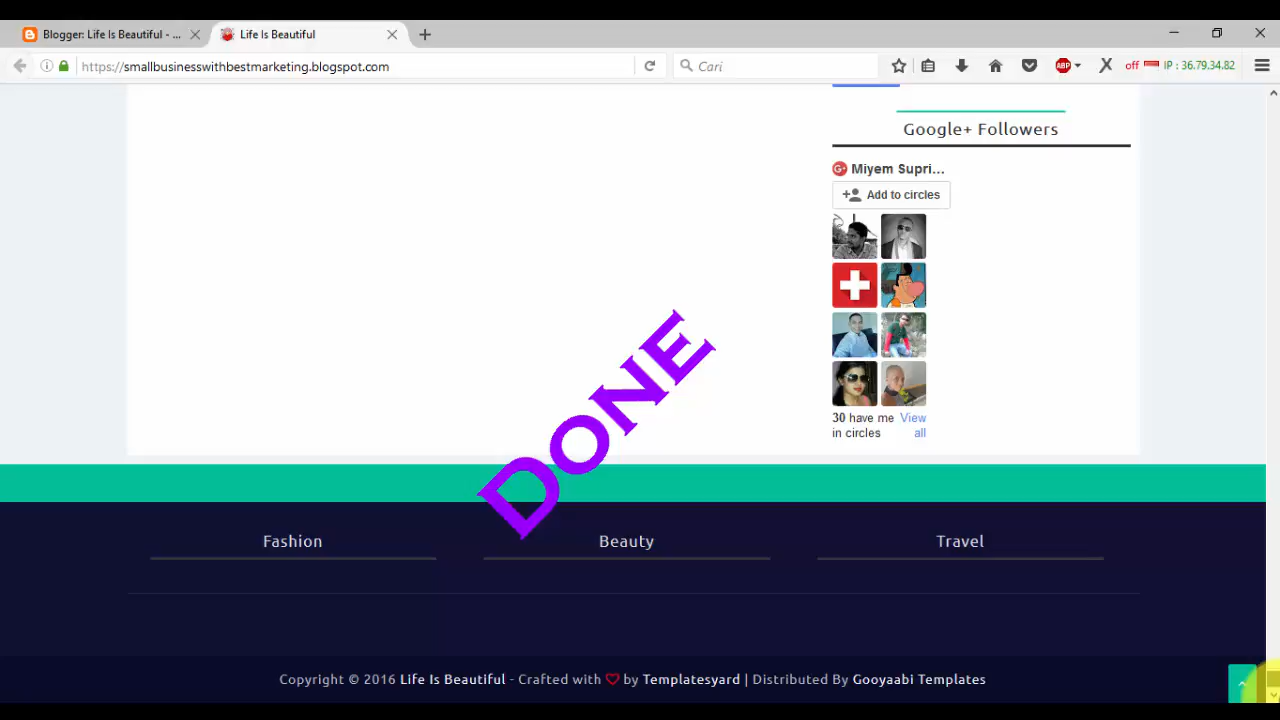 Blogger: Life Is Beautiful - ...
Life Is Beautiful
https://smallbusinesswithbestmarketing.blogspot.com
Cari
ABP
off
IP : 36.79.34.82
Google+ Followers
Miyem Supri...
Add to circles
30 have me in circles
View all
DONE
Fashion
Beauty
Travel
Copyright © 2016 Life Is Beautiful - Crafted with ♡ by Templatesyard | Distributed By Gooyaabi Templates